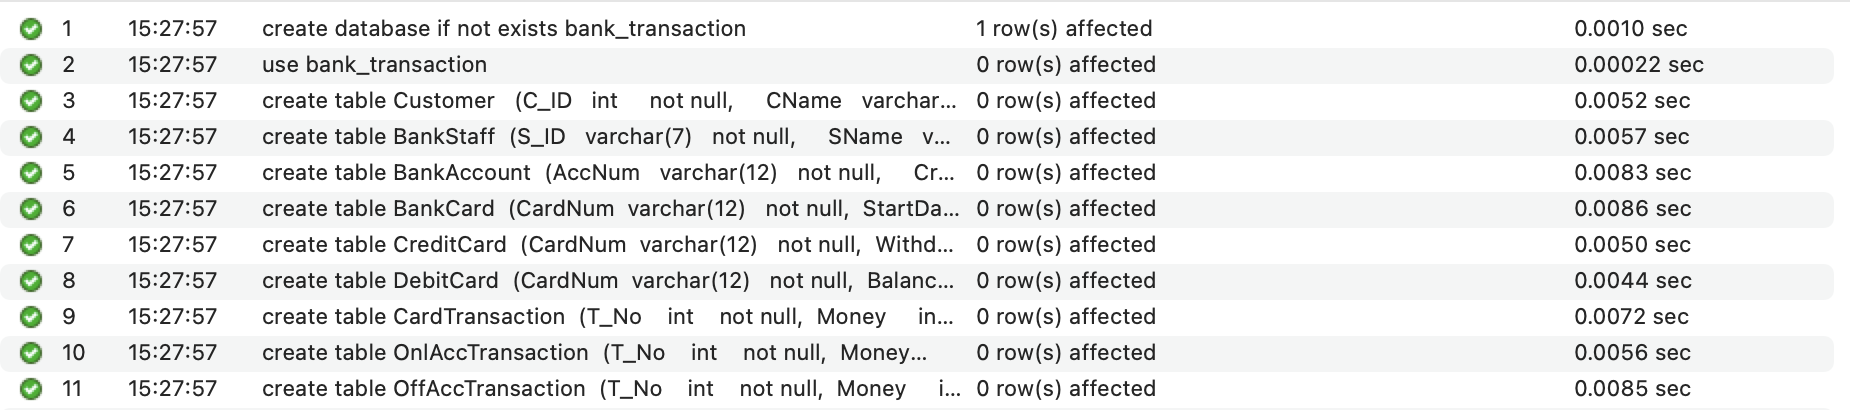 1 15:27:57 create database if not exists bank_transaction 1 row(s) affected 0.0010 sec
2 15:27:57 use bank_transaction 0 row(s) affected 0.00022 sec
3 15:27:57 create table Customer (C_ID int not null, CName varchar... 0 row(s) affected 0.0052 sec
4 15:27:57 create table BankStaff (S_ID varchar(7) not null, SName v... 0 row(s) affected 0.0057 sec
5 15:27:57 create table BankAccount (AccNum varchar(12) not null, Cr... 0 row(s) affected 0.0083 sec
6 15:27:57 create table BankCard (CardNum varchar(12) not null, StartDa... 0 row(s) affected 0.0086 sec
7 15:27:57 create table CreditCard (CardNum varchar(12) not null, Withd... 0 row(s) affected 0.0050 sec
8 15:27:57 create table DebitCard (CardNum varchar(12) not null, Balanc... 0 row(s) affected 0.0044 sec
9 15:27:57 create table CardTransaction (T_No int not null, Money in... 0 row(s) affected 0.0072 sec
10 15:27:57 create table OnlAccTransaction (T_No int not null, Money... 0 row(s) affected 0.0056 sec
11 15:27:57 create table OffAccTransaction (T_No int not null, Money i... 0 row(s) affected 0.0085 sec